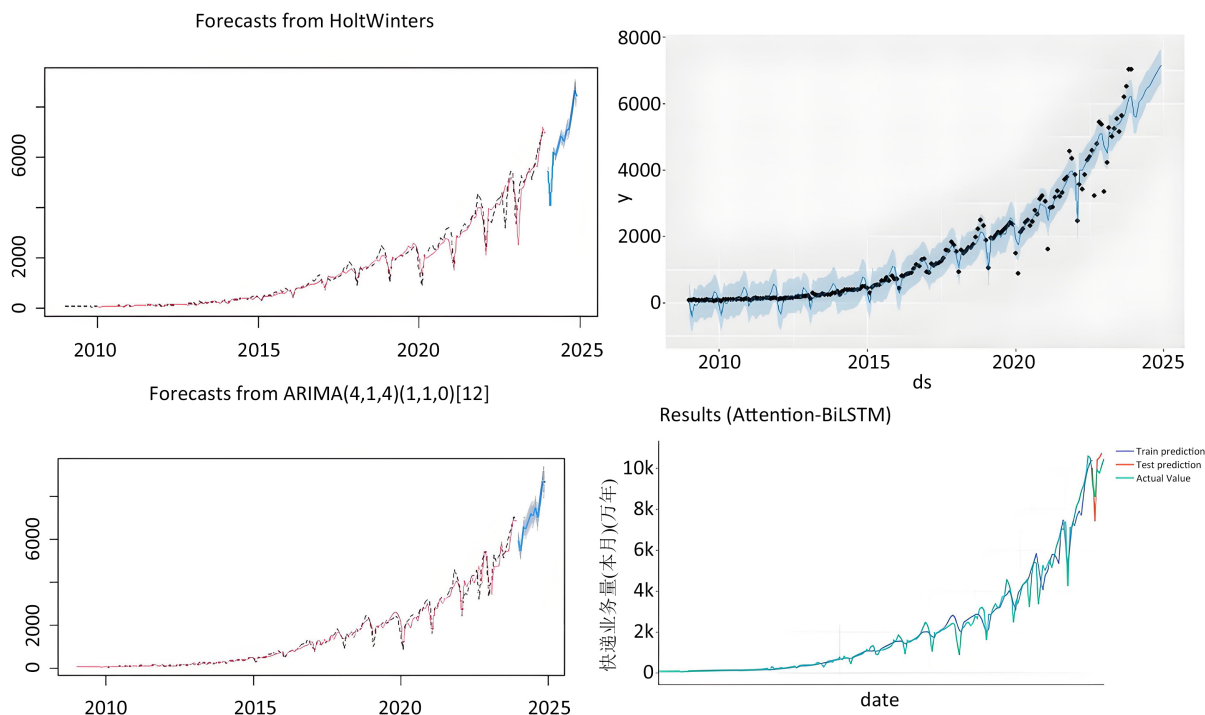 Forecasts from HoltWinters
6000
2000
0
2010
2015
2020
2025
8000
6000
4000
2000
0
y
2010
2015
2020
2025
ds
Forecasts from ARIMA(4,1,4)(1,1,0)[12]
6000
2000
0
2010
2015
2020
2025
Results (Attention-BiLSTM)
快递业务量(本月)(万年)
10k
8k
6k
4k
2k
0
date
Train prediction
Test prediction
Actual Value